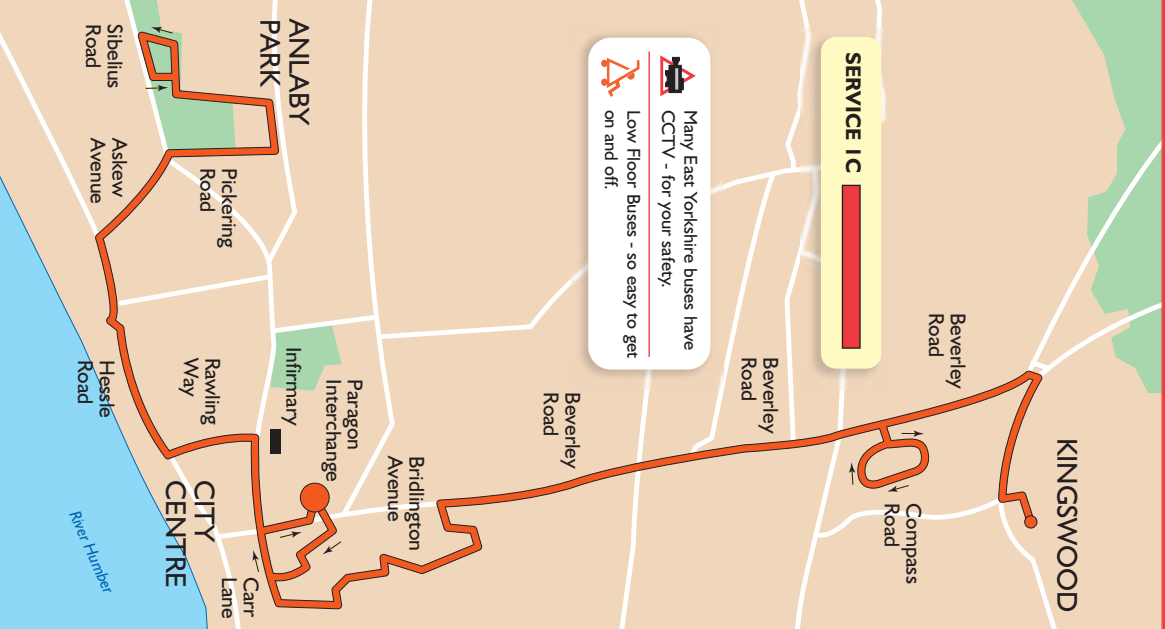 KINGSWOOD
Beverley
Road
Compass
Road
SERVICE 1C
Beverley
Road
Many East Yorkshire buses have
CCTV - for your safety.
Low Floor Buses - so easy to get
on and off.
Beverley
Road
Bridlington
Avenue
Paragon
Interchange
Infirmary
ANLABY
PARK
Carr
Lane
Pickering
Road
Rawling
Way
CITY
CENTRE
Sibelius
Road
Askew
Avenue
Hessle
Road
River Humber